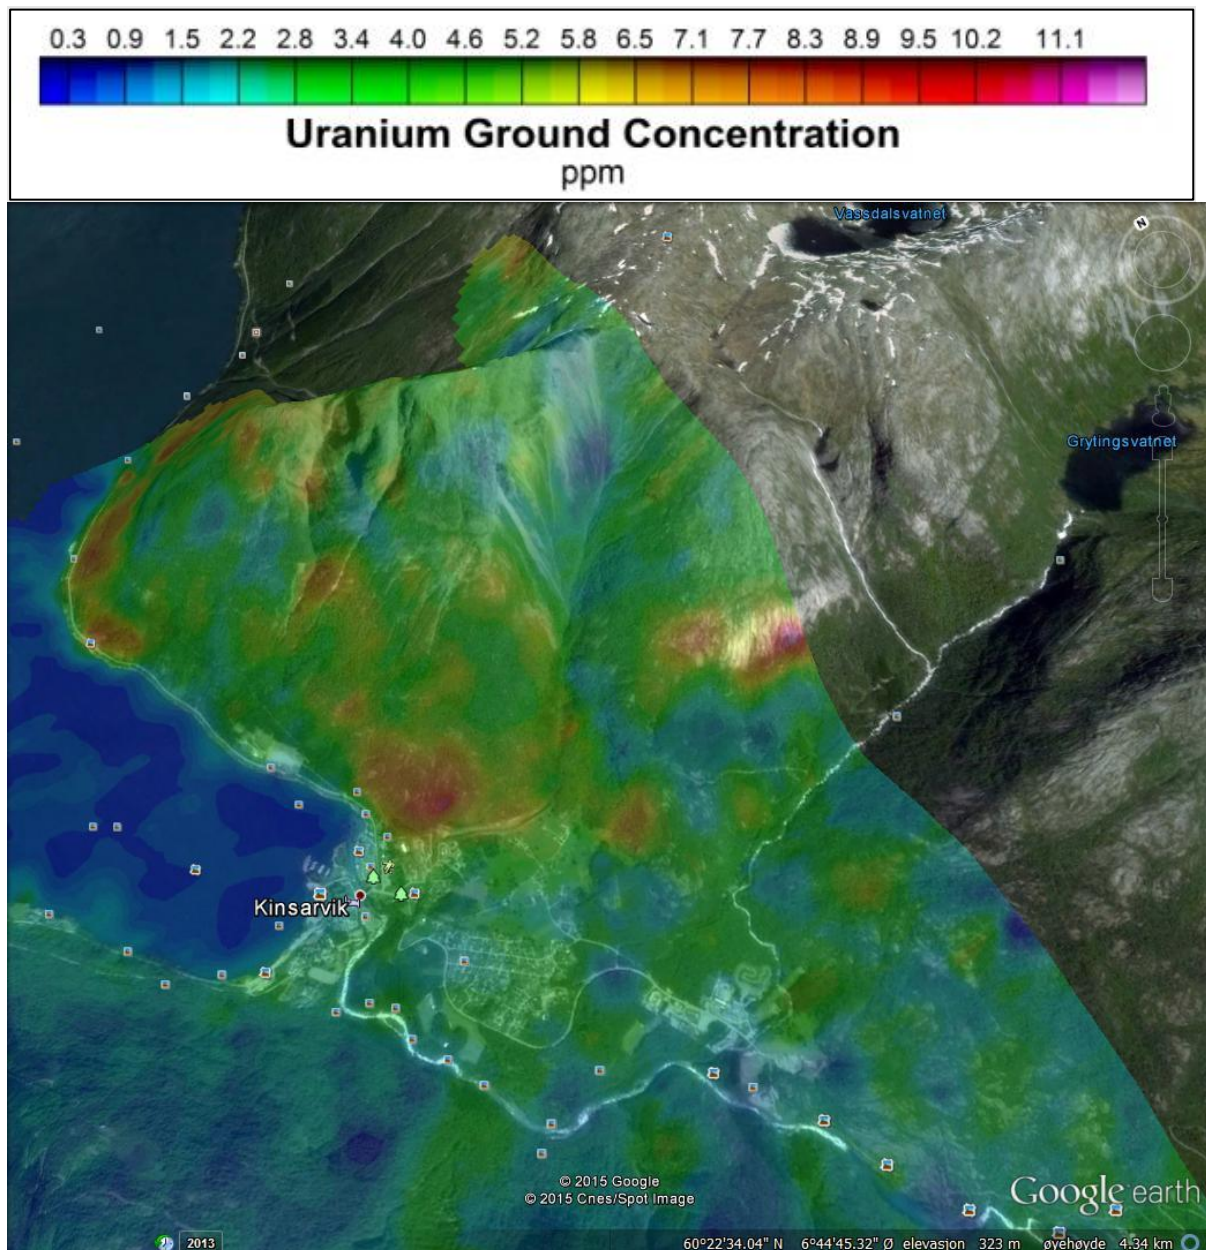 0.3 0.9 1.5 2.2 2.8 3.4 4.0 4.6 5.2 5.8 6.5 7.1 7.7 8.3 8.9 9.5 10.2 11.1
Uranium Ground Concentration
ppm
Vassdalsvatnet
N
Grytingsvatnet
Kinsarvik
© 2015 Google
© 2015 Cnes/Spot Image
Google earth
2013
60°22'34.04" N 6°44'45.32" Ø elevasjon 323 m øyehøyde 4.34 km